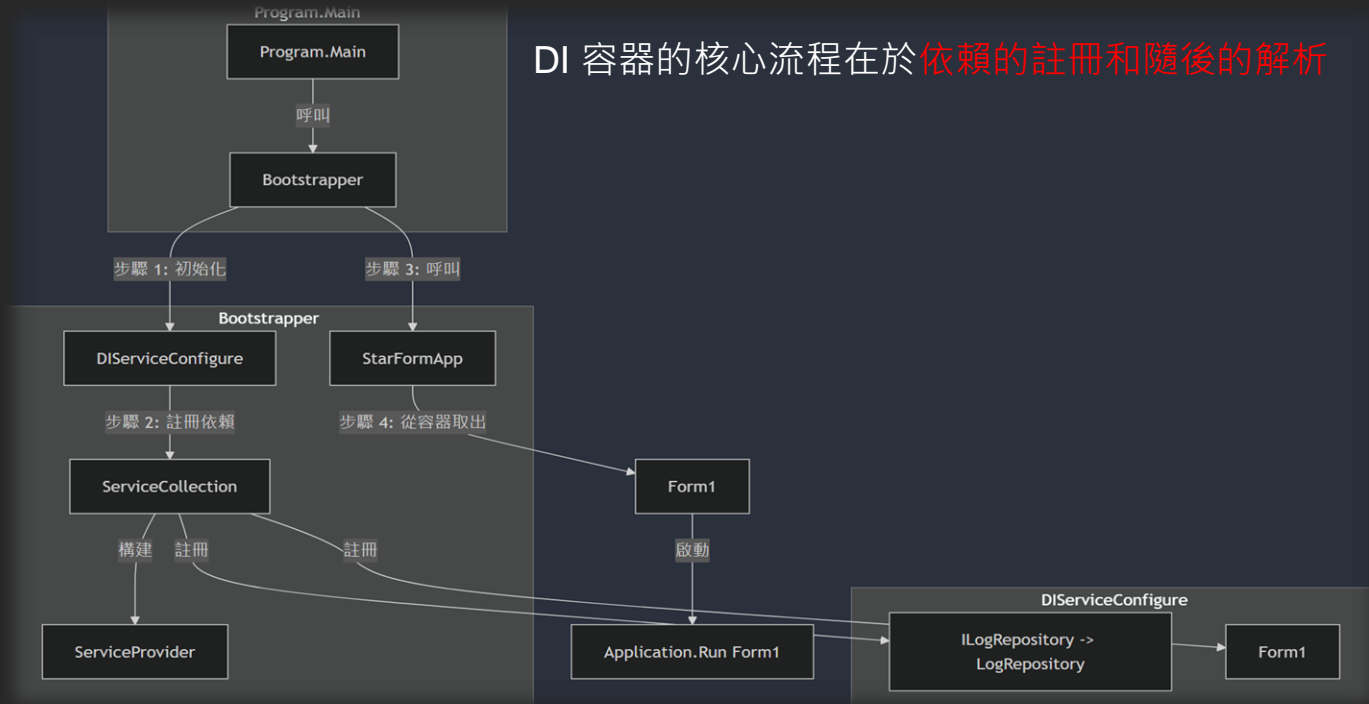 Program.Main
DI 容器的核心流程在於依賴的註冊和隨後的解析
Program.Main
呼叫
Bootstrapper
步驟 1: 初始化
步驟 3: 呼叫
Bootstrapper
DIServiceConfigure
StarFormApp
步驟 2: 註冊依賴
步驟 4: 從容器取出
ServiceCollection
Form1
構建
註冊
註冊
啟動
DIServiceConfigure
ServiceProvider
Application.Run Form1
ILogRepository ->
LogRepository
Form1